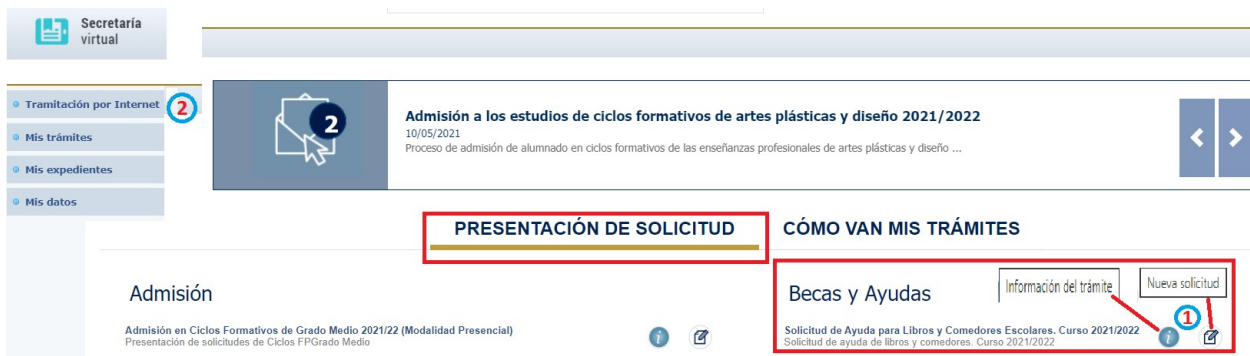 Secretaría
virtual
Tramitación por Internet
2
Mis trámites
Mis expedientes
Mis datos
2
Admisión a los estudios de ciclos formativos de artes plásticas y diseño 2021/2022
10/05/2021
Proceso de admisión de alumnado en ciclos formativos de las enseñanzas profesionales de artes plásticas y diseño ...
< >
PRESENTACIÓN DE SOLICITUD
CÓMO VAN MIS TRÁMITES
Admisión
Admisión en Ciclos Formativos de Grado Medio 2021/22 (Modalidad Presencial)
Presentación de solicitudes de Ciclos FPGrado Medio
i
Becas y Ayudas
Información del trámite
Nueva solicitud
1
Solicitud de Ayuda para Libros y Comedores Escolares. Curso 2021/2022
Solicitud de ayuda de libros y comedores. Curso 2021/2022
i